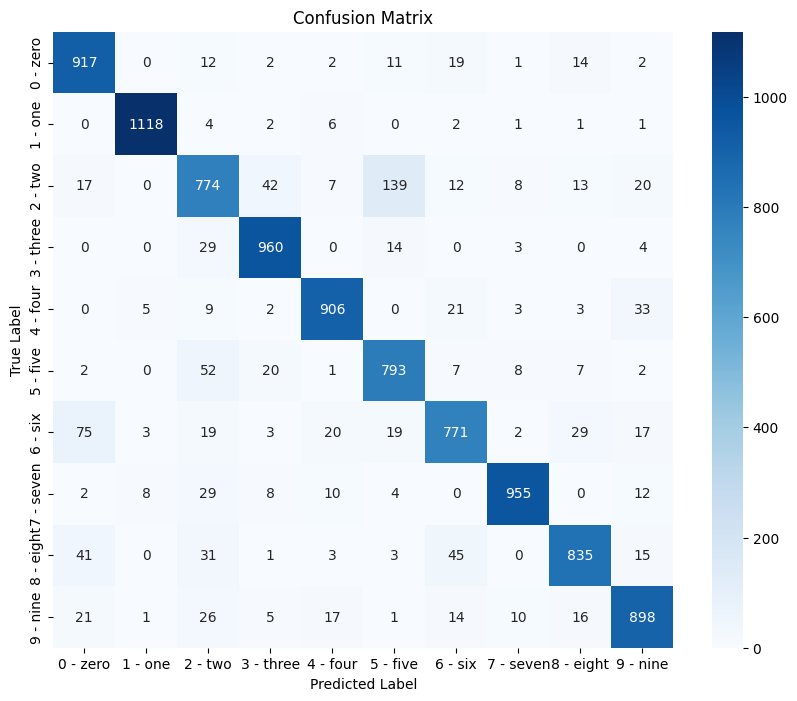 Confusion Matrix
0 - zero 917 0 12 2 2 11 19 1 14 2
1 - one 0 1118 4 2 6 0 2 1 1 1
2 - two 17 0 774 42 7 139 12 8 13 20
3 - three 0 0 29 960 0 14 0 3 0 4
4 - four 0 5 9 2 906 0 21 3 3 33
5 - five 2 0 52 20 1 793 7 8 7 2
6 - six 75 3 19 3 20 19 771 2 29 17
7 - seven 2 8 29 8 10 4 0 955 0 12
8 - eight 41 0 31 1 3 3 45 0 835 15
9 - nine 21 1 26 5 17 1 14 10 16 898
0 - zero 1 - one 2 - two 3 - three 4 - four 5 - five 6 - six 7 - seven 8 - eight 9 - nine
Predicted Label
True Label
1000
800
600
400
200
0